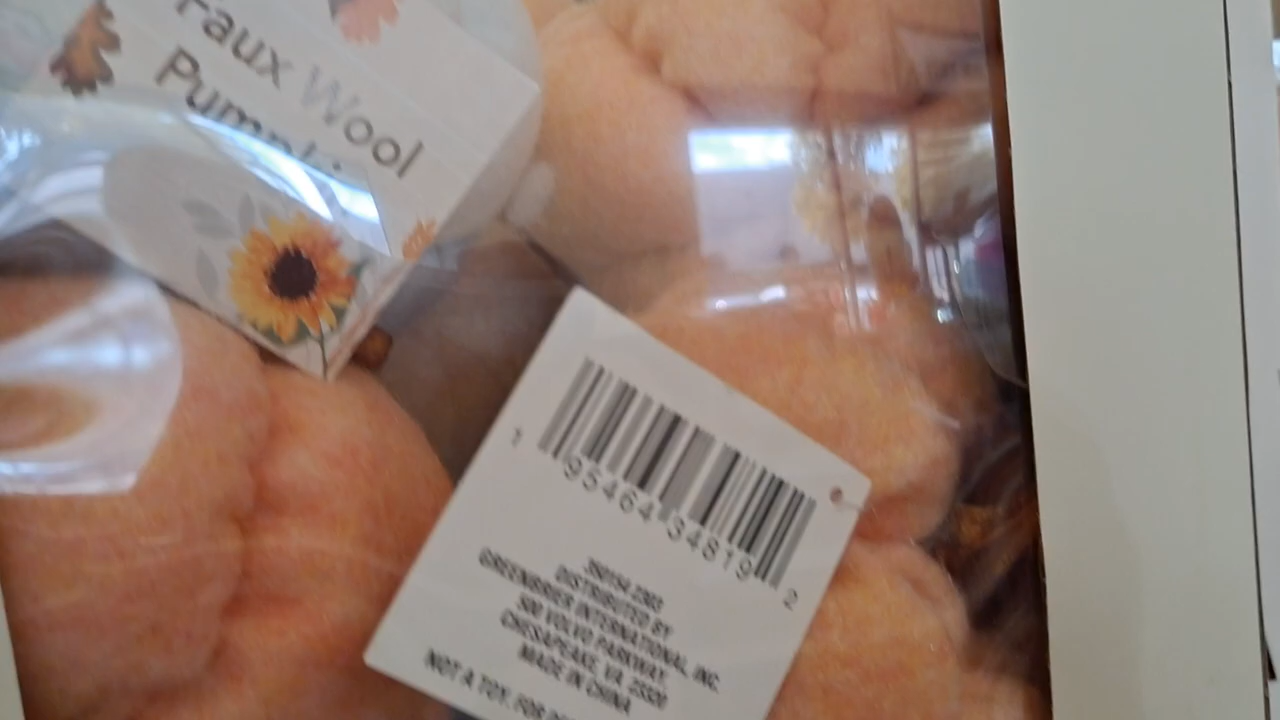 Faux Wool
Pumpki
1 95464 34819 2
DISTRIBUTED BY
GREENBRIER INTERNATIONAL, INC.
500 VOLVO PARKWAY,
CHESAPEAKE, VA 23320
MADE IN CHINA
NOT A TOY. FOR